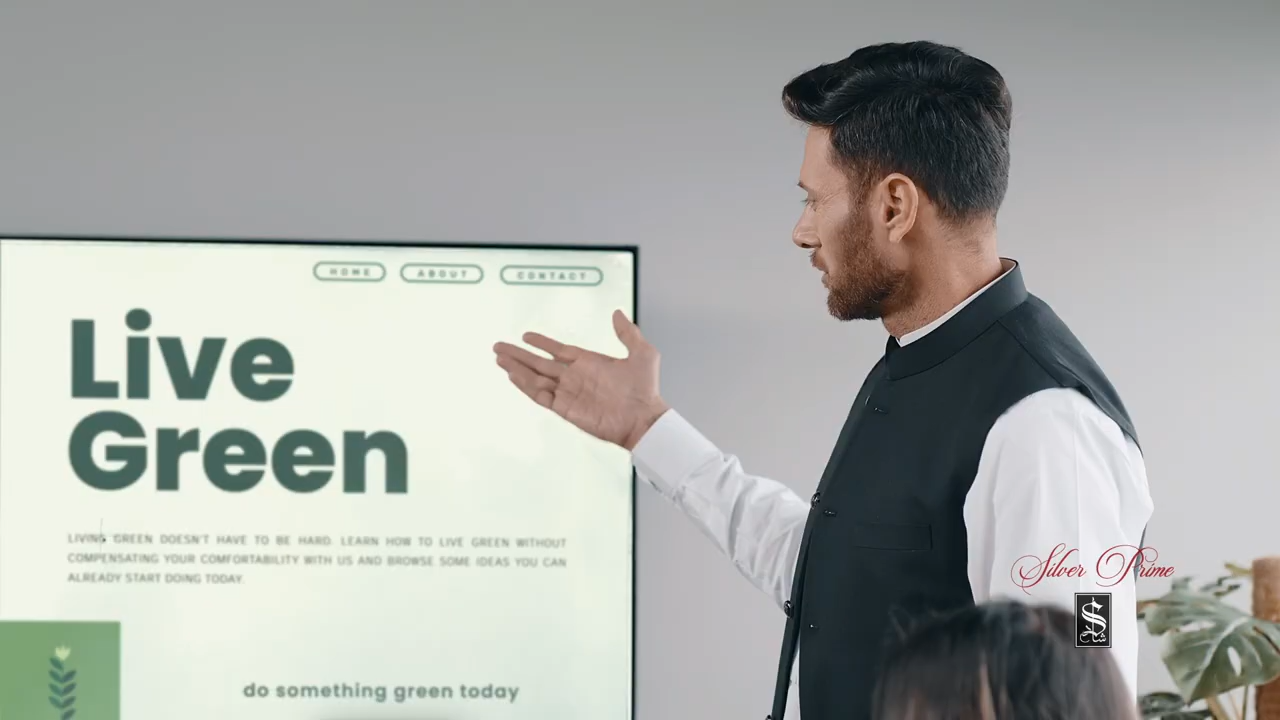 HOME ABOUT CONTACT
Live
Green
LIVING GREEN DOESN'T HAVE TO BE HARD. LEARN HOW TO LIVE GREEN WITHOUT
COMPENSATING YOUR COMFORTABILITY WITH US AND BROWSE SOME IDEAS YOU CAN
ALREADY START DOING TODAY.
do something green today
Silver Prime
S